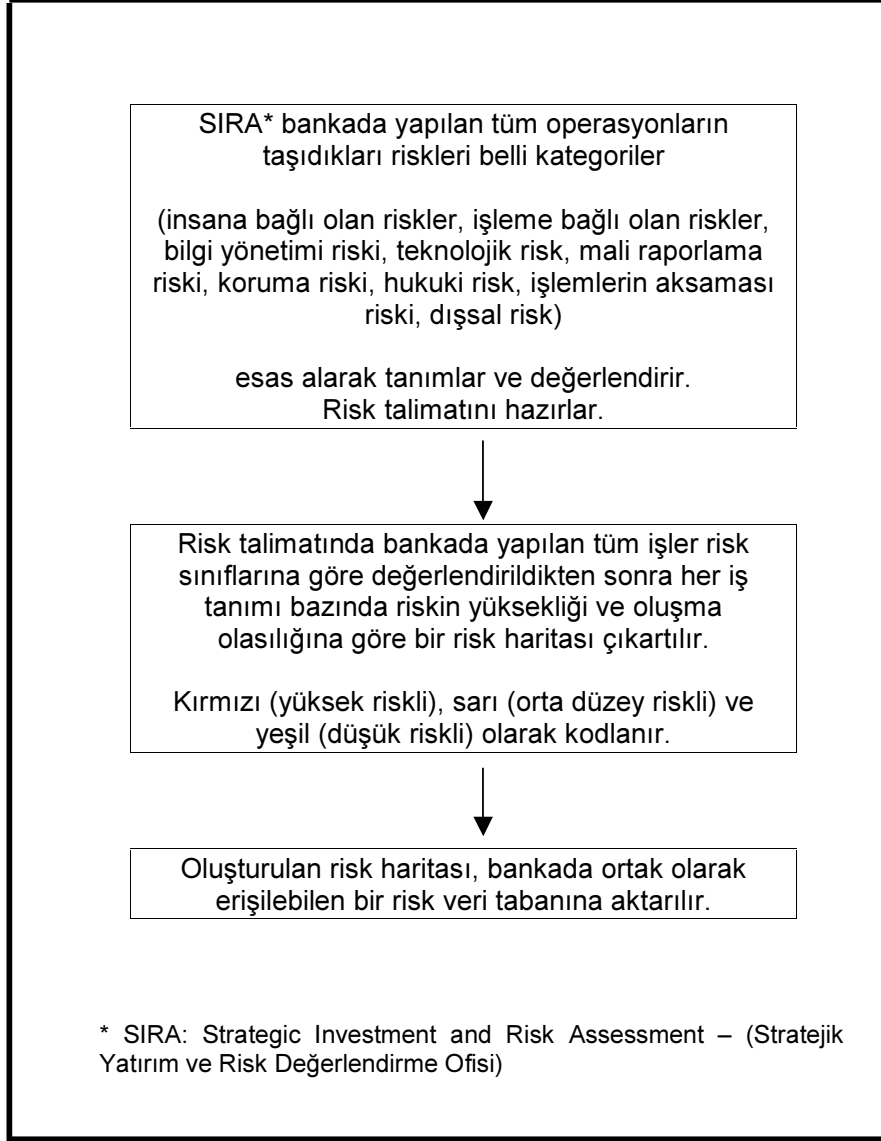 SIRA* bankada yapılan tüm operasyonların
taşıdıkları riskleri belli kategoriler
(insana bağlı olan riskler, işleme bağlı olan riskler,
bilgi yönetimi riski, teknolojik risk, mali raporlama
riski, koruma riski, hukuki risk, işlemlerin aksaması
riski, dışsal risk)
esas alarak tanımlar ve değerlendirir.
Risk talimatını hazırlar.
Risk talimatında bankada yapılan tüm işler risk
sınıflarına göre değerlendirildikten sonra her iş
tanımı bazında riskin yüksekliği ve oluşma
olasılığına göre bir risk haritası çıkartılır.
Kırmızı (yüksek riskli), sarı (orta düzey riskli) ve
yeşil (düşük riskli) olarak kodlanır.
Oluşturulan risk haritası, bankada ortak olarak
erişilebilen bir risk veri tabanına aktarılır.
* SIRA: Strategic Investment and Risk Assessment – (Stratejik
Yatırım ve Risk Değerlendirme Ofisi)